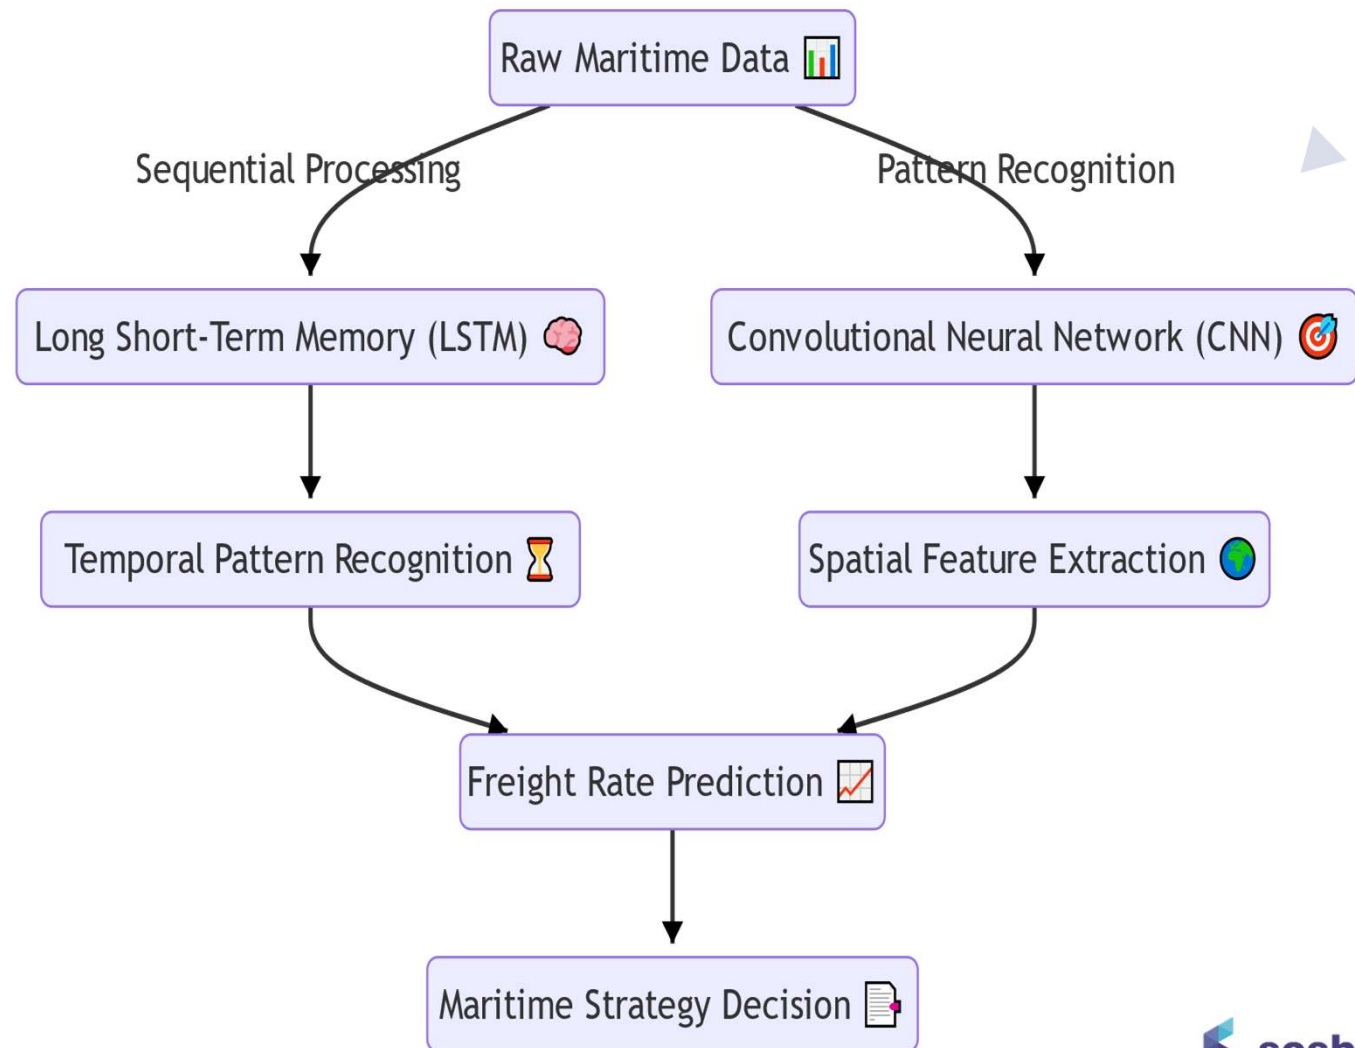 Raw Maritime Data
Sequential Processing
Pattern Recognition
Long Short-Term Memory (LSTM)
Convolutional Neural Network (CNN)
Temporal Pattern Recognition
Spatial Feature Extraction
Freight Rate Prediction
Maritime Strategy Decision